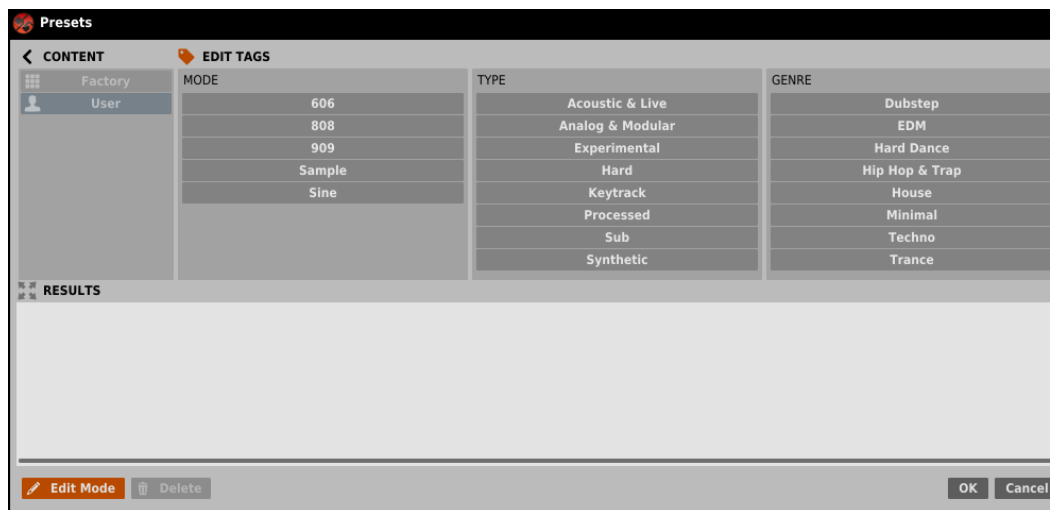 Presets
CONTENT
EDIT TAGS
Factory
User
MODE
606
808
909
Sample
Sine
TYPE
Acoustic & Live
Analog & Modular
Experimental
Hard
Keytrack
Processed
Sub
Synthetic
GENRE
Dubstep
EDM
Hard Dance
Hip Hop & Trap
House
Minimal
Techno
Trance
RESULTS
Edit Mode
Delete
OK
Cancel